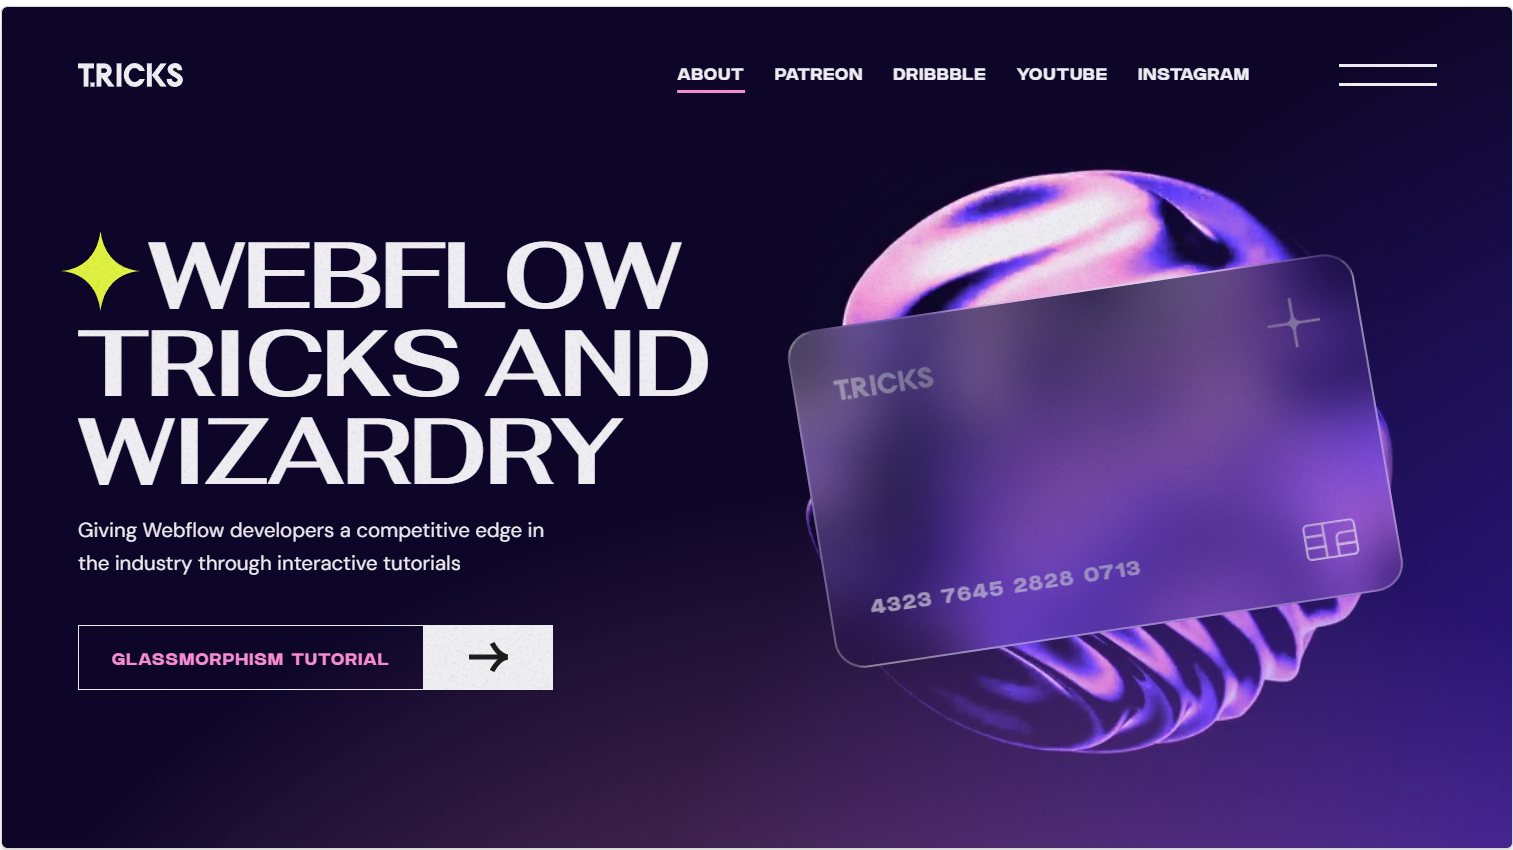 T.RICKS
ABOUT PATREON DRIBBBLE YOUTUBE INSTAGRAM
WEBFLOW
TRICKS AND
WIZARDRY
Giving Webflow developers a competitive edge in
the industry through interactive tutorials
GLASSMORPHISM TUTORIAL
T.RICKS
4323 7645 2828 0713